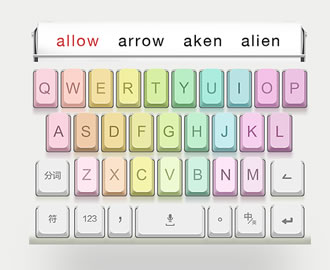 allow arrow aken alien
Q W E R T Y U I O P
A S D F G H J K L
分词 Z X C V B N M
符 123 , 。 中/英